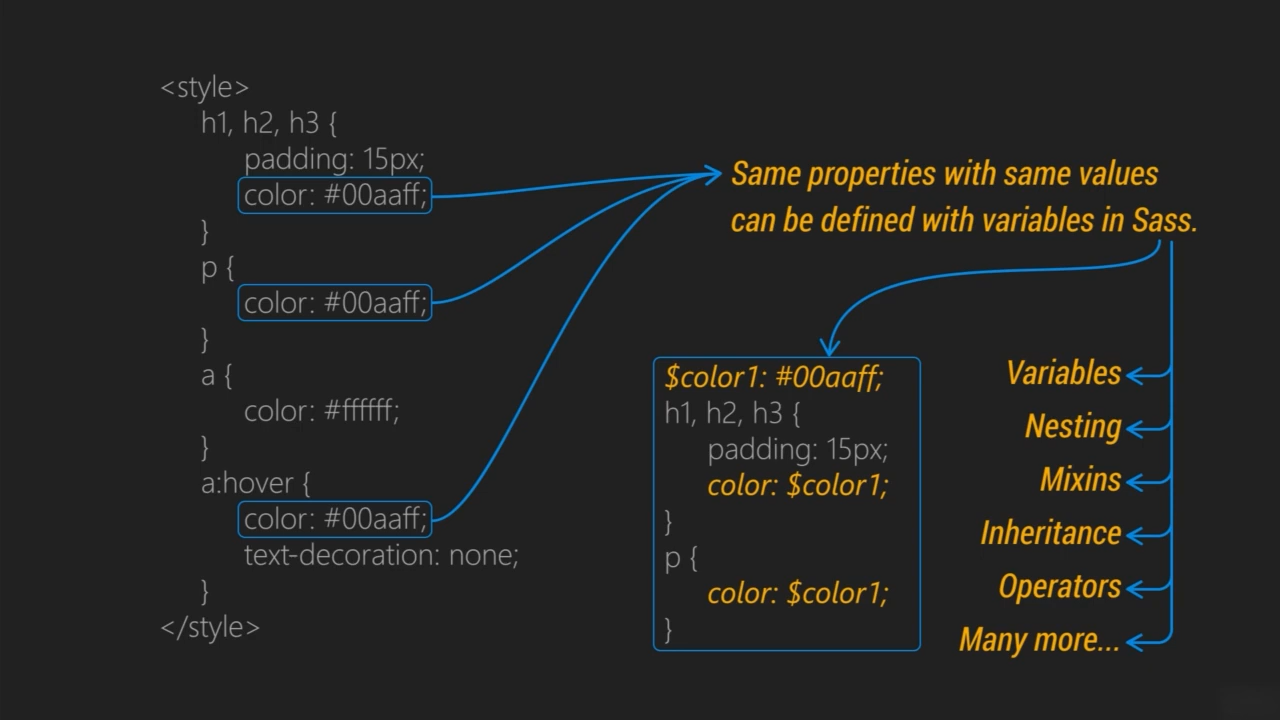 <style>
h1, h2, h3 {
padding: 15px;
color: #00aaff;
}
p {
color: #00aaff;
}
a {
color: #ffffff;
}
a:hover {
color: #00aaff;
text-decoration: none;
}
</style>
Same properties with same values
can be defined with variables in Sass.
$color1: #00aaff;
h1, h2, h3 {
padding: 15px;
color: $color1;
}
p {
color: $color1;
}
Variables
Nesting
Mixins
Inheritance
Operators
Many more...